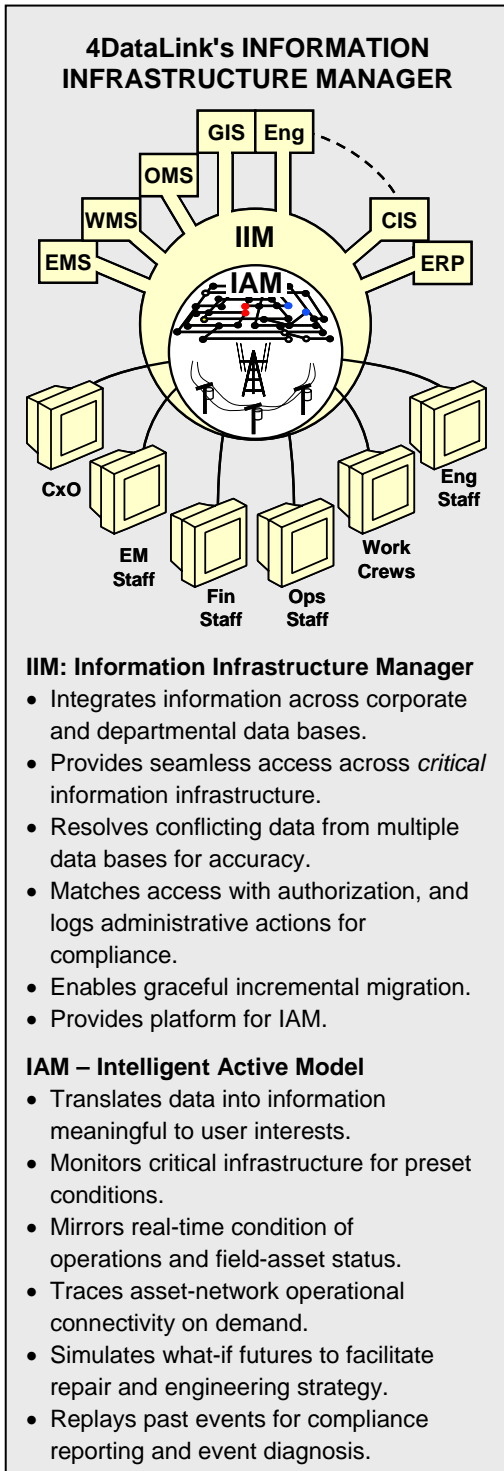 4DataLink's INFORMATION
INFRASTRUCTURE MANAGER
GIS Eng
OMS
WMS
CIS
EMS
ERP
IIM
IAM
CxO
EM
Staff
Fin
Staff
Ops
Staff
Work
Crews
Eng
Staff
IIM: Information Infrastructure Manager
• Integrates information across corporate
and departmental data bases.
• Provides seamless access across critical
information infrastructure.
• Resolves conflicting data from multiple
data bases for accuracy.
• Matches access with authorization, and
logs administrative actions for
compliance.
• Enables graceful incremental migration.
• Provides platform for IAM.
IAM – Intelligent Active Model
• Translates data into information
meaningful to user interests.
• Monitors critical infrastructure for preset
conditions.
• Mirrors real-time condition of
operations and field-asset status.
• Traces asset-network operational
connectivity on demand.
• Simulates what-if futures to facilitate
repair and engineering strategy.
• Replays past events for compliance
reporting and event diagnosis.